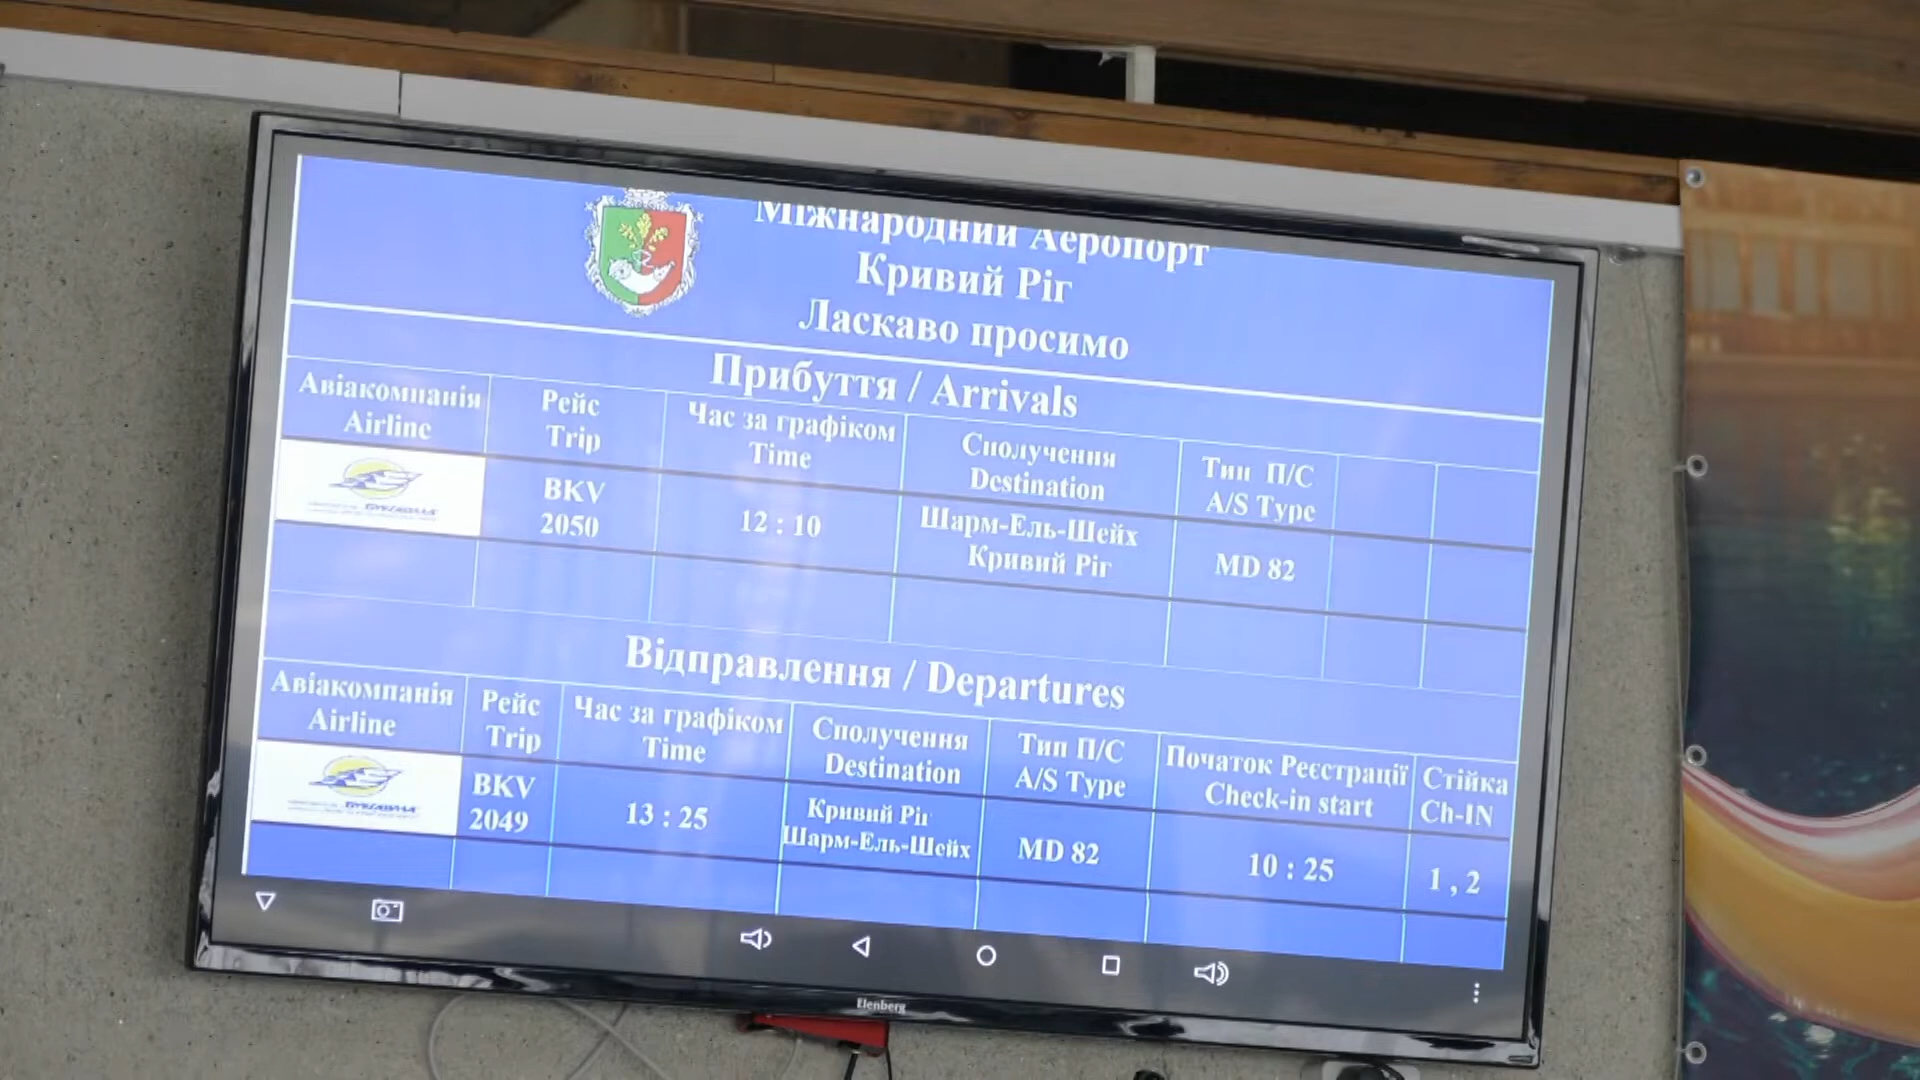 Міжнародний Аеропорт
Кривий Ріг
Ласкаво просимо
Прибуття / Arrivals
Авіакомпанія
Airline
Рейс
Trip
Час за графіком
Time
Сполучення
Destination
Тип П/С
A/S Type
БУКОВИНА
BKV
2050
12 : 10
Шарм-Ель-Шейх
Кривий Ріг
MD 82
Відправлення / Departures
Авіакомпанія
Airline
Рейс
Trip
Час за графіком
Time
Сполучення
Destination
Тип П/С
A/S Type
Початок Реєстрації
Check-in start
Стійка
Ch-IN
БУКОВИНА
BKV
2049
13 : 25
Кривий Ріг
Шарм-Ель-Шейх
MD 82
10 : 25
1 , 2
Elenberg